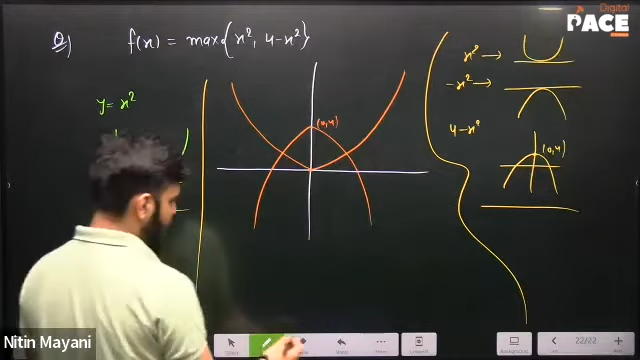 Digital
PACE
Q) f(x) = max{x², 4-x²}
y = x²
(0,4)
x² →
-x² →
4-x²
(0,4)
Nitin Mayani
Background
22/22